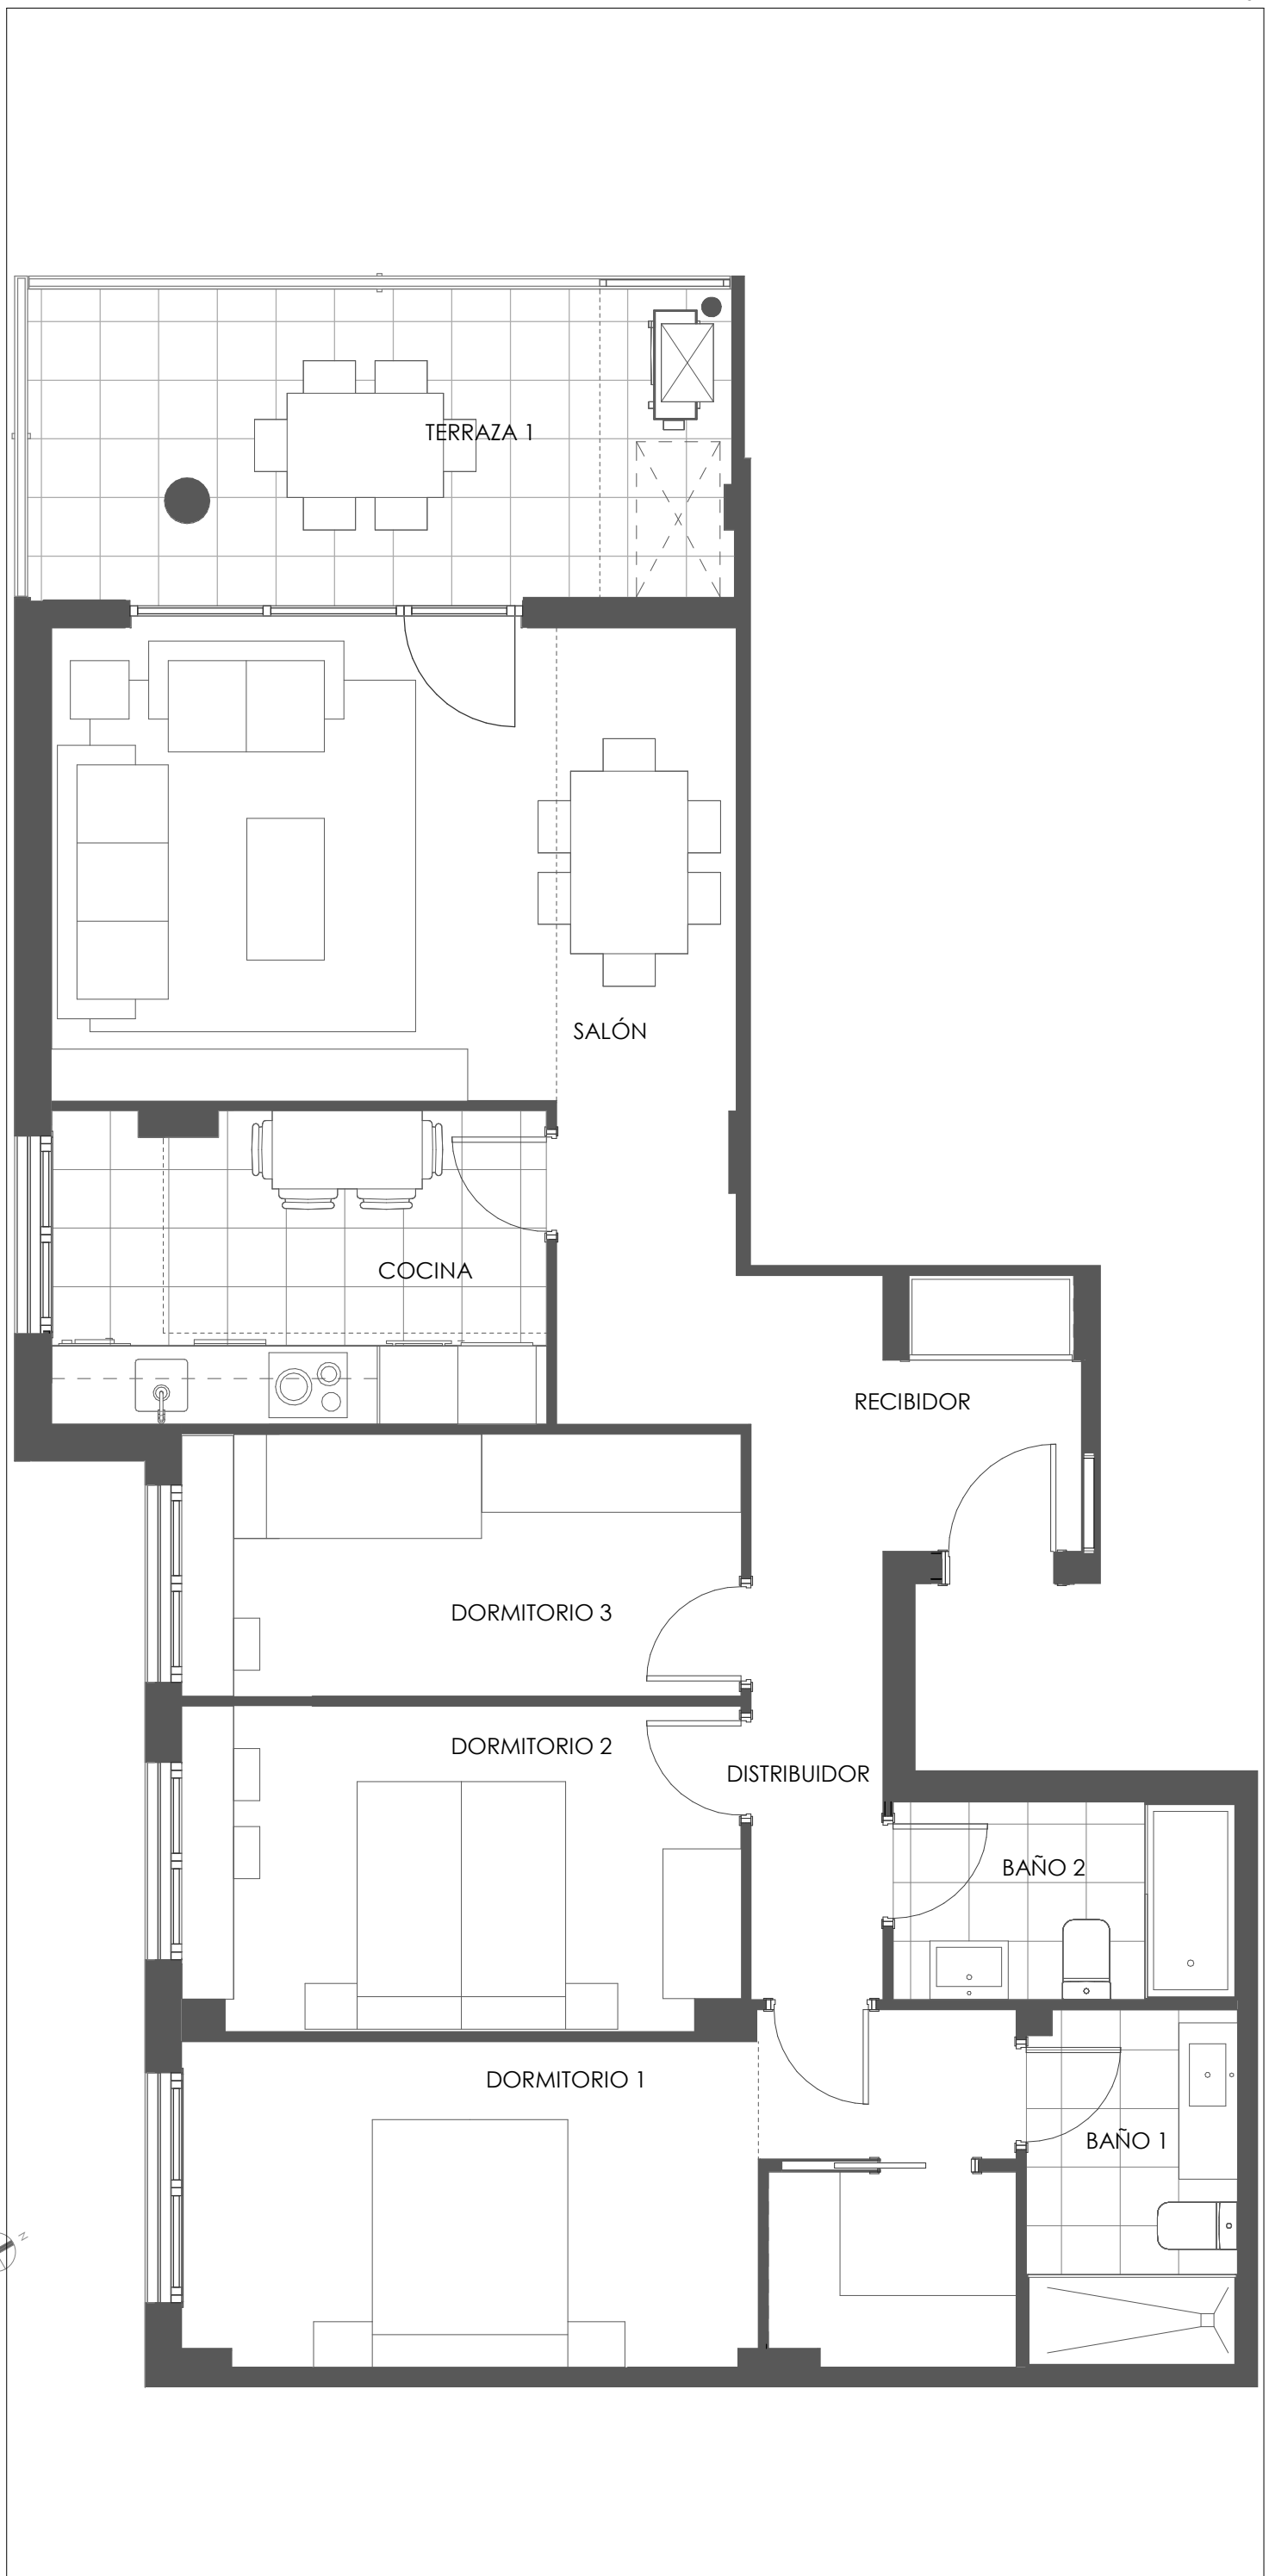 TERRAZA 1
SALÓN
COCINA
RECIBIDOR
DORMITORIO 3
DORMITORIO 2
DISTRIBUIDOR
BAÑO 2
DORMITORIO 1
BAÑO 1
N